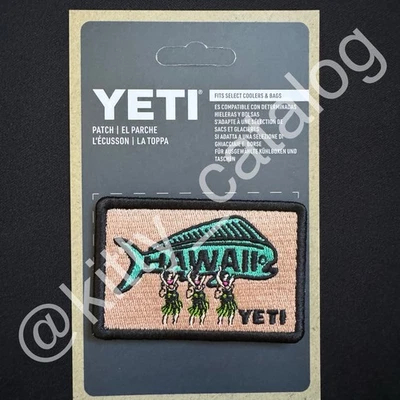 YETI®
PATCH | EL PARCHE
L'ÉCUSSON | LA TOPPA
FITS SELECT COOLERS & BAGS
ES COMPATIBLE CON DETERMINADAS
HIELERAS Y BOLSAS
S'ADAPTE À UNE SÉLECTION DE
SACS ET GLACIÈRES
SI ADATTA A UNA SELEZIONE DI
GHIACCIAIE E BORSE
FÜR AUSGEWÄHLTE KÜHLBOXEN UND
TASCHEN
HAWAII
YETI
@kitty_catalog